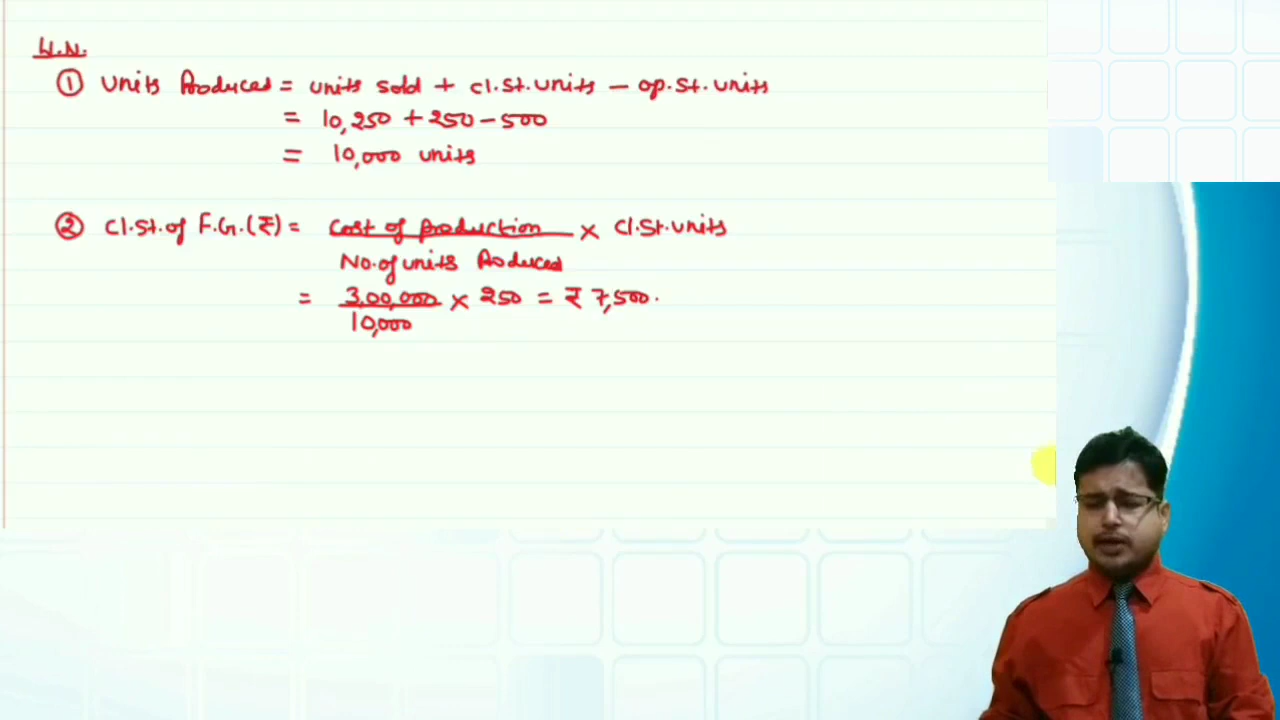 W.N.
① Units Produced = units sold + cl.st.units − op.st.units
= 10,250 + 250 − 500
= 10,000 units
② Cl.St.of F.G.(₹) = Cost of production × Cl.St.units
No.of units Produced
= 3,00,000 × 250 = ₹ 7,500.
10,000